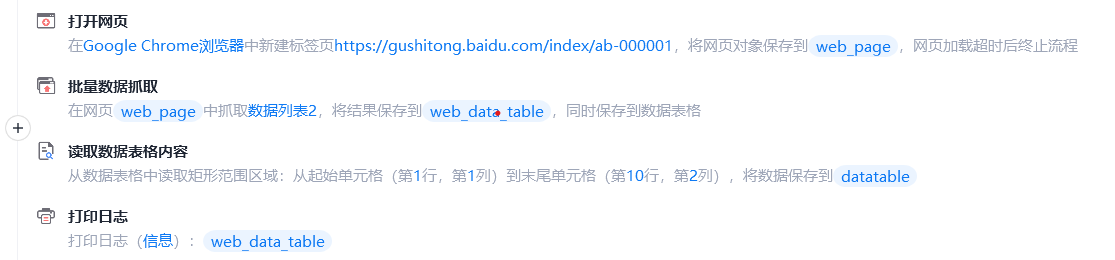 打开网页
在Google Chrome浏览器中新建标签页https://gushitong.baidu.com/index/ab-000001，将网页对象保存到 web_page ，网页加载超时后终止流程
批量数据抓取
在网页 web_page 中抓取数据列表2，将结果保存到 web_data_table ，同时保存到数据表格
读取数据表格内容
从数据表格中读取矩形范围区域：从起始单元格（第1行，第1列）到末尾单元格（第10行，第2列），将数据保存到 datatable
打印日志
打印日志（信息）： web_data_table